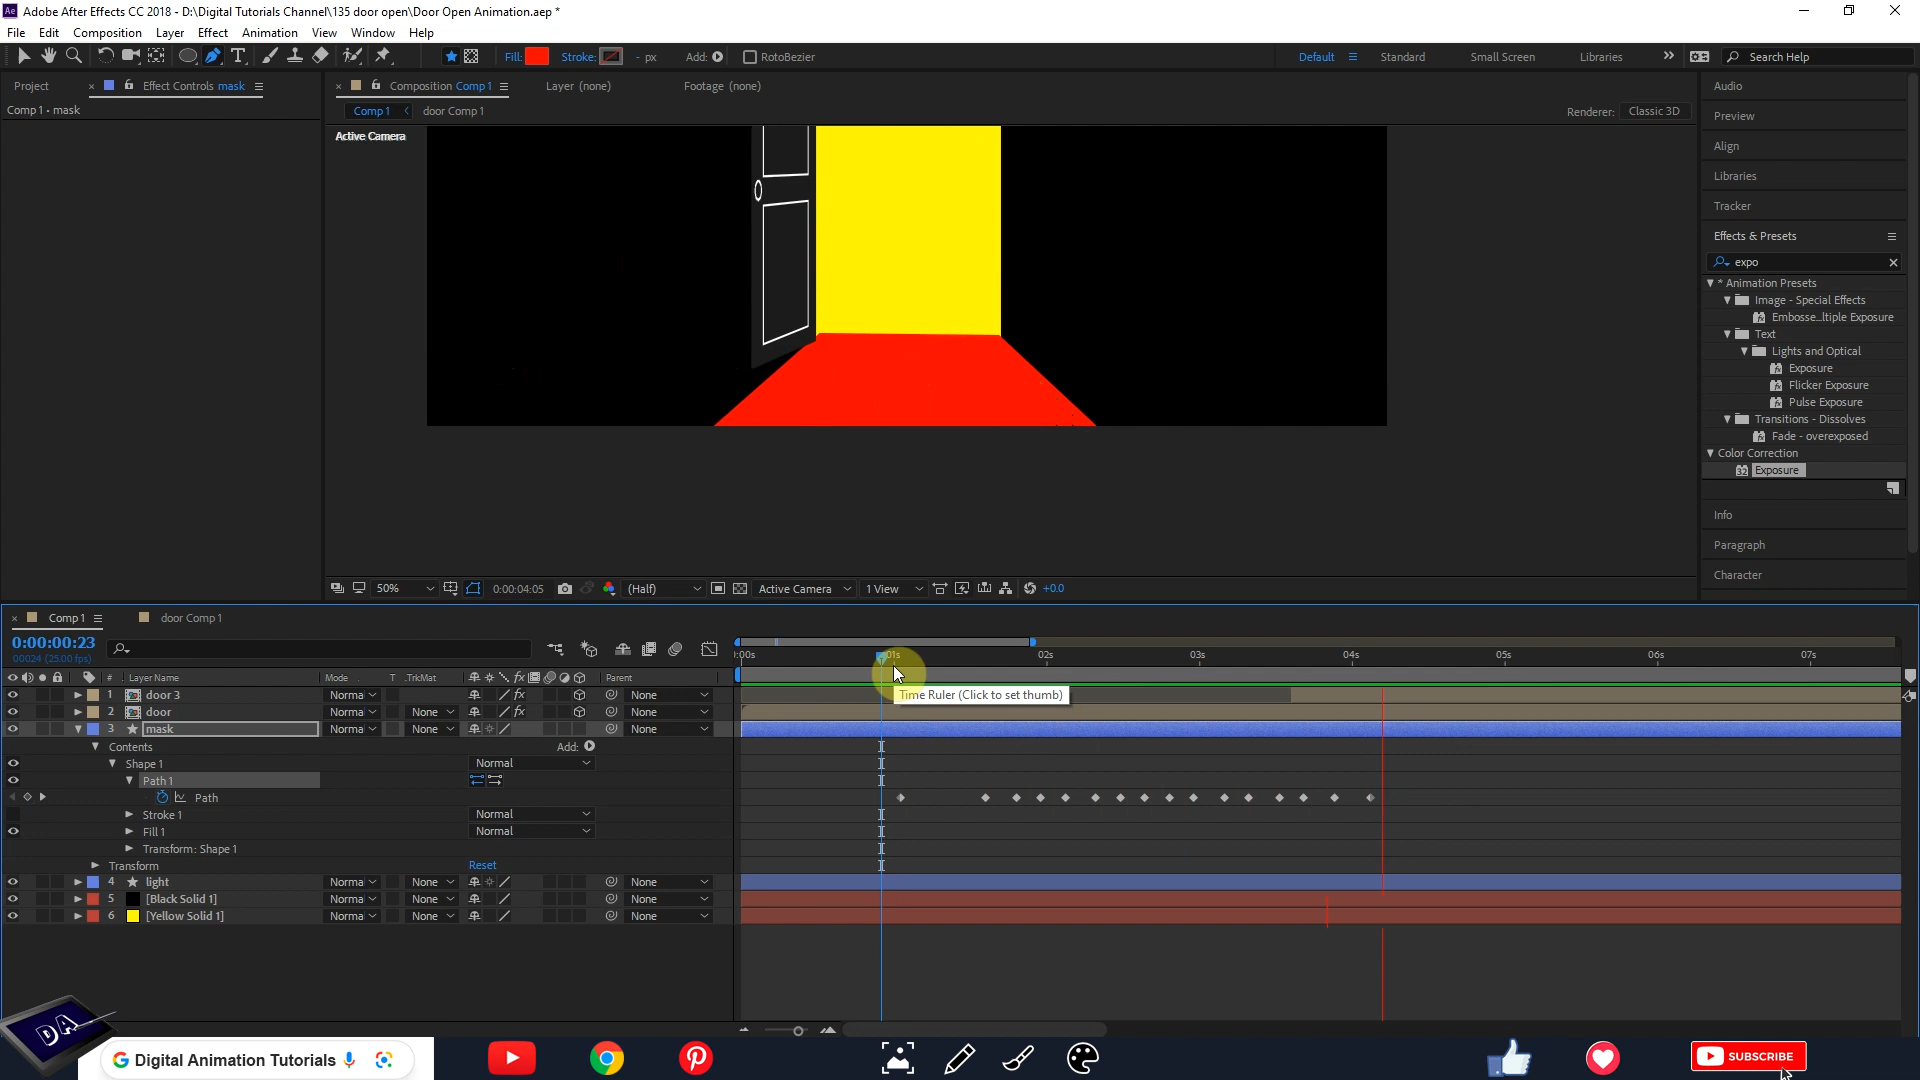 Ae Adobe After Effects CC 2018 - D:\Digital Tutorials Channel\135 door open\Door Open Animation.aep *
File Edit Composition Layer Effect Animation View Window Help
Fill: Stroke: - px Add: RotoBezier Default Standard Small Screen Libraries Search Help
Project Effect Controls mask
Comp 1 • mask
Composition Comp 1 Layer (none) Footage (none)
Comp 1 door Comp 1 Renderer: Classic 3D
Active Camera
Audio
Preview
Align
Libraries
Tracker
Effects & Presets
expo
* Animation Presets
Image - Special Effects
Embosse...ltiple Exposure
Text
Lights and Optical
Exposure
Flicker Exposure
Pulse Exposure
Transitions - Dissolves
Fade - overexposed
Color Correction
32 Exposure
Info
Paragraph
Character
50% 0:00:04:05 (Half) Active Camera 1 View +0.0
Comp 1 door Comp 1
0:00:00:23
00024 (25.00 fps)
:00s 01s 02s 03s 04s 05s 06s 07s
# Layer Name Mode T .TrkMat fx Parent
Time Ruler (Click to set thumb)
1 door 3 Norma fx None
2 door Norma None fx None
3 mask Norma None None
Contents Add:
Shape 1 Normal
Path 1
Path
Stroke 1 Normal
Fill 1 Normal
Transform: Shape 1
Transform Reset
4 light Norma None None
5 [Black Solid 1] Norma None None
6 [Yellow Solid 1] Norma None None
DA
G Digital Animation Tutorials
SUBSCRIBE